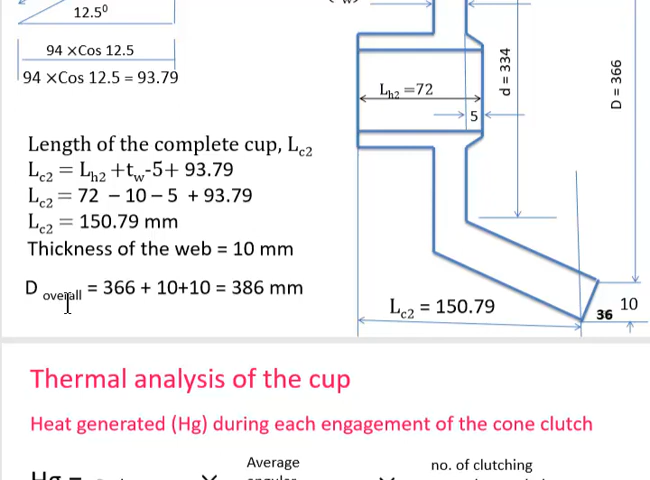 12.5⁰
94 ×Cos 12.5
94 ×Cos 12.5 = 93.79
Length of the complete cup, Lc2
Lc2 = Lh2 +tw-5+ 93.79
Lc2 = 72 – 10 – 5 + 93.79
Lc2 = 150.79 mm
Thickness of the web = 10 mm
D overall = 366 + 10+10 = 386 mm
Lh2 =72
5
d = 334
D = 366
Lc2 = 150.79
36
10
Thermal analysis of the cup
Heat generated (Hg) during each engagement of the cone clutch
Average
no. of clutching